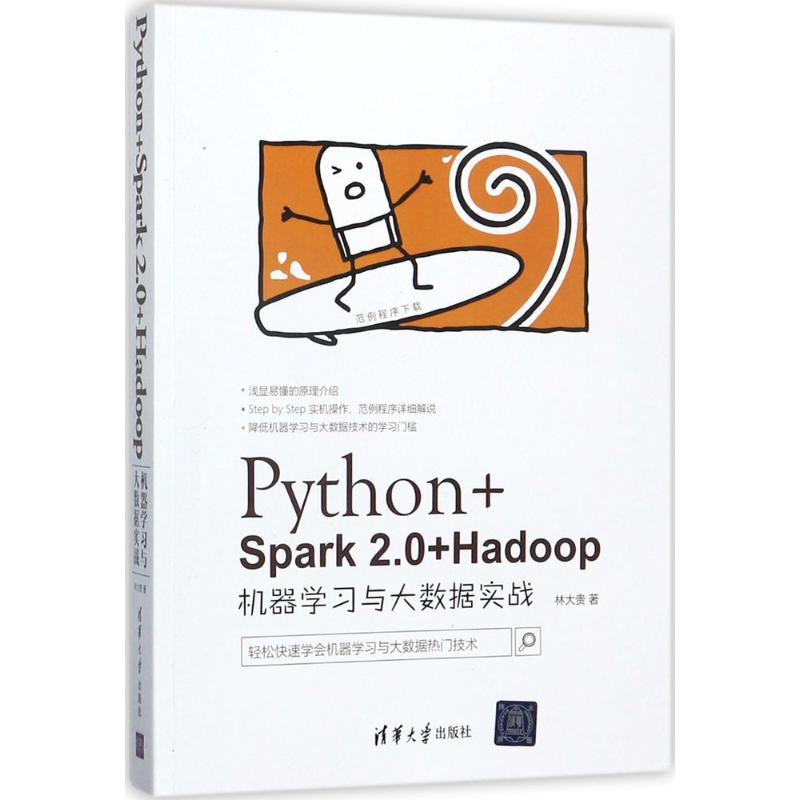 Python+Spark 2.0+Hadoop
机器学习与
大数据实战
林大贵 著
清华大学出版社
范例程序下载
• 浅显易懂的原理介绍
• Step by Step 实机操作、范例程序详细解说
• 降低机器学习与大数据技术的学习门槛
Python+
Spark 2.0+Hadoop
机器学习与大数据实战
林大贵 著
轻松快速学会机器学习与大数据热门技术
清华大学出版社